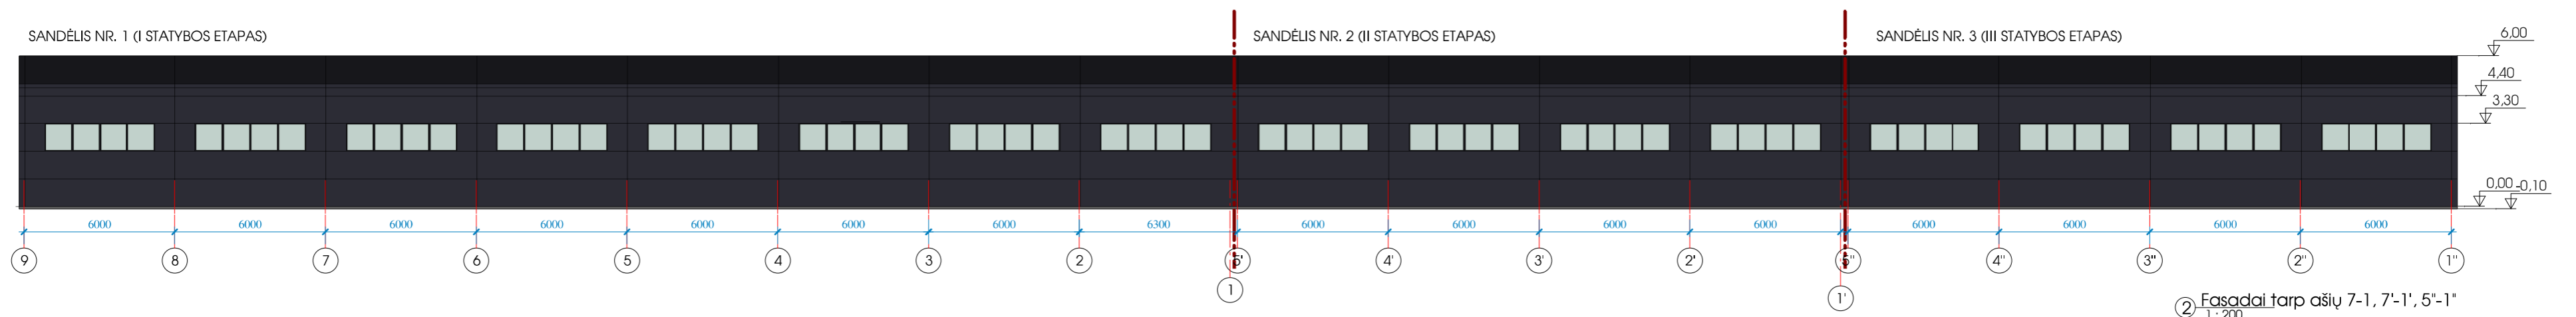 SANDĖLIS NR. 1 (I STATYBOS ETAPAS)
SANDĖLIS NR. 2 (II STATYBOS ETAPAS)
SANDĖLIS NR. 3 (III STATYBOS ETAPAS)
6,00
4,40
3,30
0,00 -0,10
6000 6000 6000 6000 6000 6000 6000 6300 6000 6000 6000 6000 6000 6000 6000 6000
9 8 7 6 5 4 3 2 5' 4' 3' 2' 5" 4" 3" 2" 1"
1 1'
2 Fasadai tarp ašių 7-1, 7'-1', 5"-1"
1 : 200